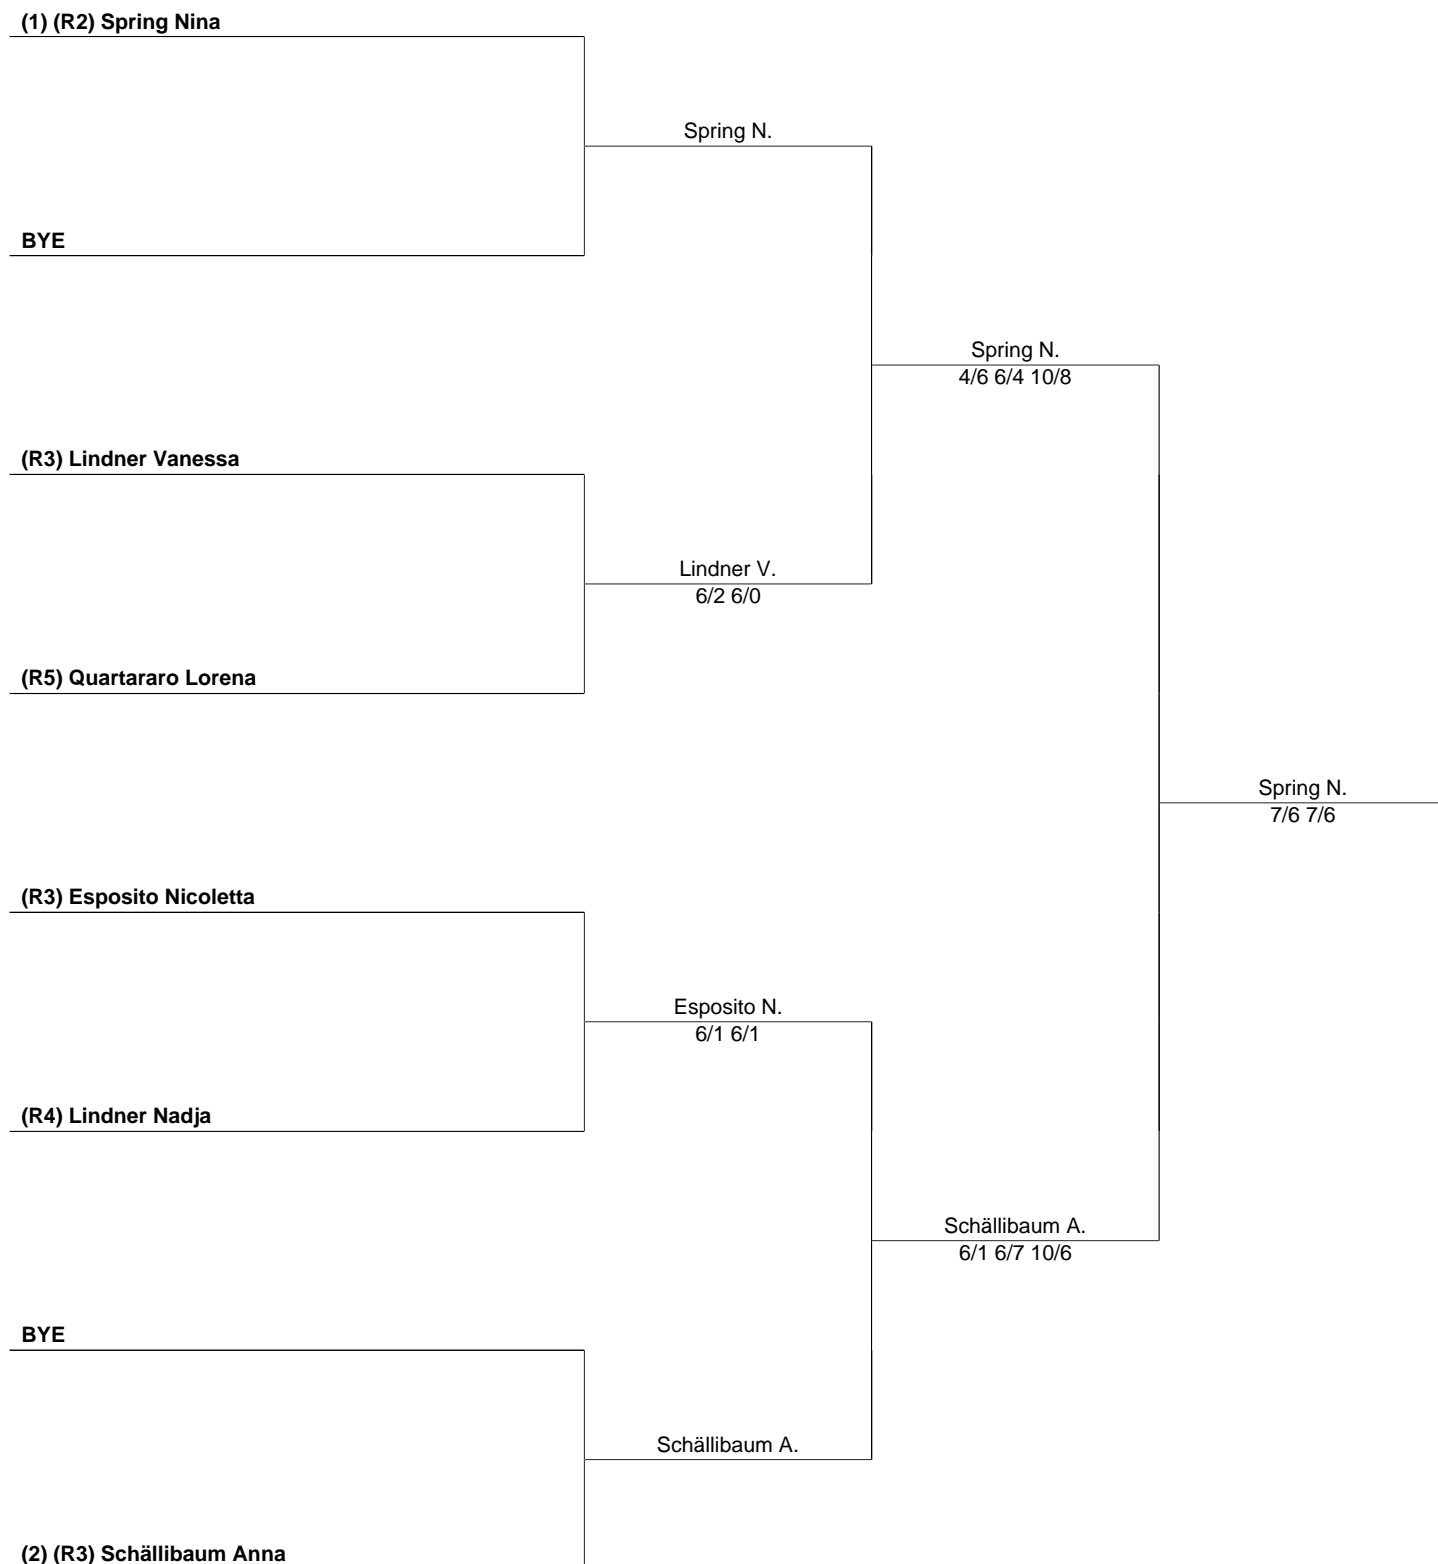 (1) (R2) Spring Nina
Spring N.
BYE
Spring N.
4/6 6/4 10/8
(R3) Lindner Vanessa
Lindner V.
6/2 6/0
(R5) Quartararo Lorena
Spring N.
7/6 7/6
(R3) Esposito Nicoletta
Esposito N.
6/1 6/1
(R4) Lindner Nadja
Schällibaum A.
6/1 6/7 10/6
BYE
Schällibaum A.
(2) (R3) Schällibaum Anna